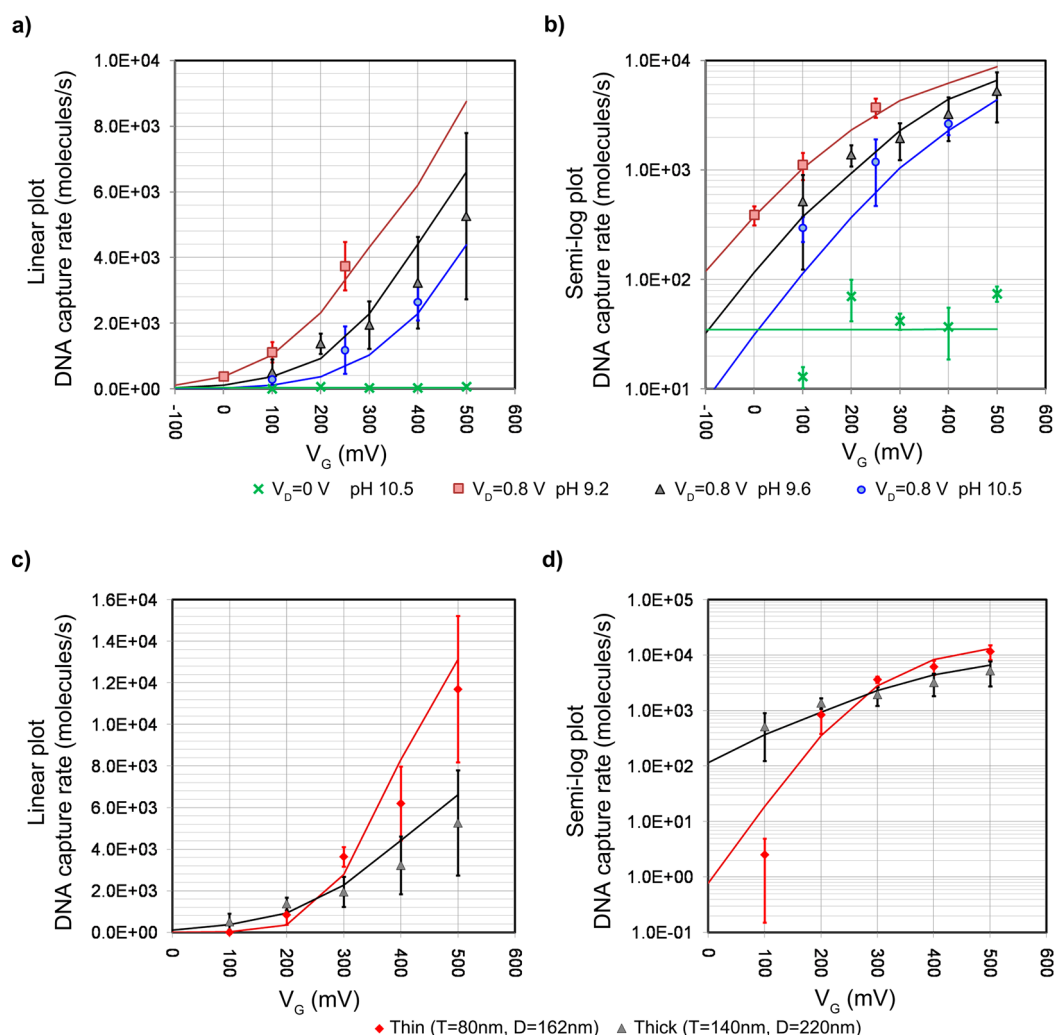 a)
Linear plot
DNA capture rate (molecules/s)
1.0E+04
8.0E+03
6.0E+03
4.0E+03
2.0E+03
0.0E+00
-100
0
100
200
300
400
500
600
V_G (mV)
b)
Semi-log plot
DNA capture rate (molecules/s)
1.0E+04
1.0E+03
1.0E+02
1.0E+01
-100
0
100
200
300
400
500
600
V_G (mV)
V_D=0 V pH 10.5
V_D=0.8 V pH 9.2
V_D=0.8 V pH 9.6
V_D=0.8 V pH 10.5
c)
Linear plot
DNA capture rate (molecules/s)
1.6E+04
1.4E+04
1.2E+04
1.0E+04
8.0E+03
6.0E+03
4.0E+03
2.0E+03
0.0E+00
0
100
200
300
400
500
600
V_G (mV)
d)
Semi-log plot
DNA capture rate (molecules/s)
1.0E+05
1.0E+04
1.0E+03
1.0E+02
1.0E+01
1.0E+00
1.0E-01
0
100
200
300
400
500
600
V_G (mV)
Thin (T=80nm, D=162nm)
Thick (T=140nm, D=220nm)